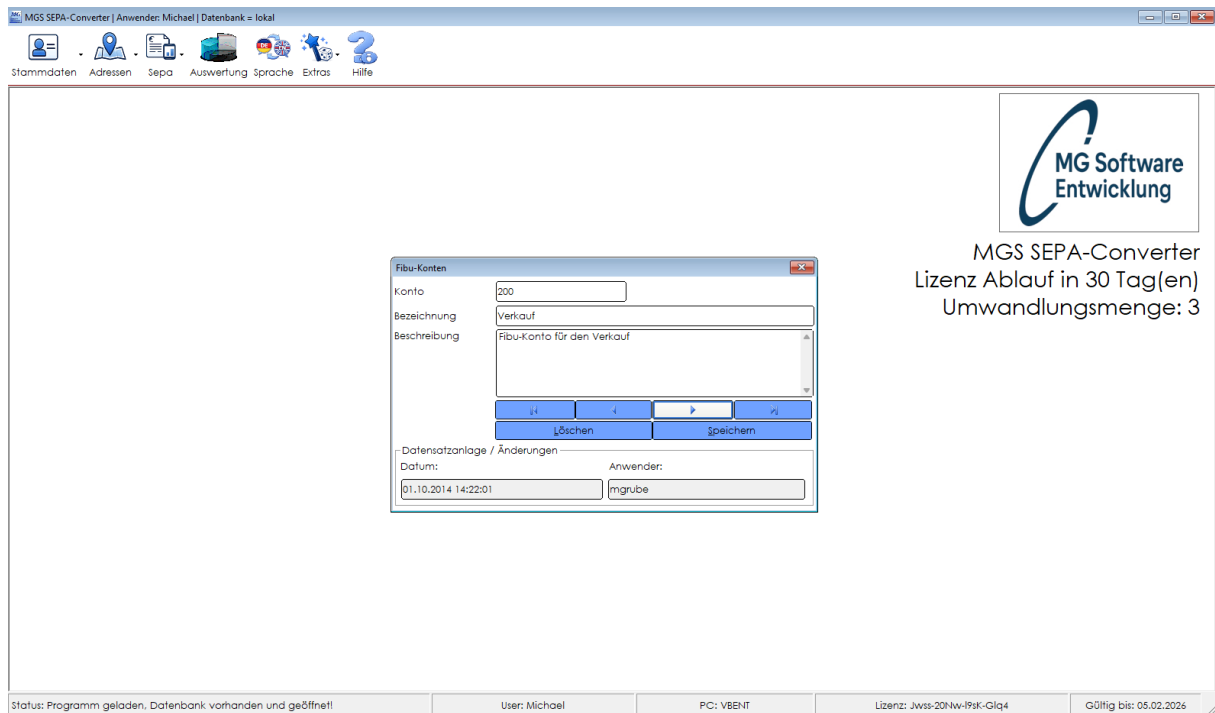 MGS SEPA-Converter | Anwender: Michael | Datenbank = lokal
Stammdaten Adressen Sepa Auswertung Sprache Extras Hilfe
MG Software
Entwicklung
MGS SEPA-Converter
Lizenz Ablauf in 30 Tag(en)
Umwandlungsmenge: 3
Fibu-Konten
Konto 200
Bezeichnung Verkauf
Beschreibung Fibu-Konto für den Verkauf
Löschen Speichern
Datensatzanlage / Änderungen
Datum: Anwender:
01.10.2014 14:22:01 mgrube
Status: Programm geladen, Datenbank vorhanden und geöffnet! User: Michael PC: VBENT Lizenz: Jwss-20Nw-l9sK-Glq4 Gültig bis: 05.02.2026